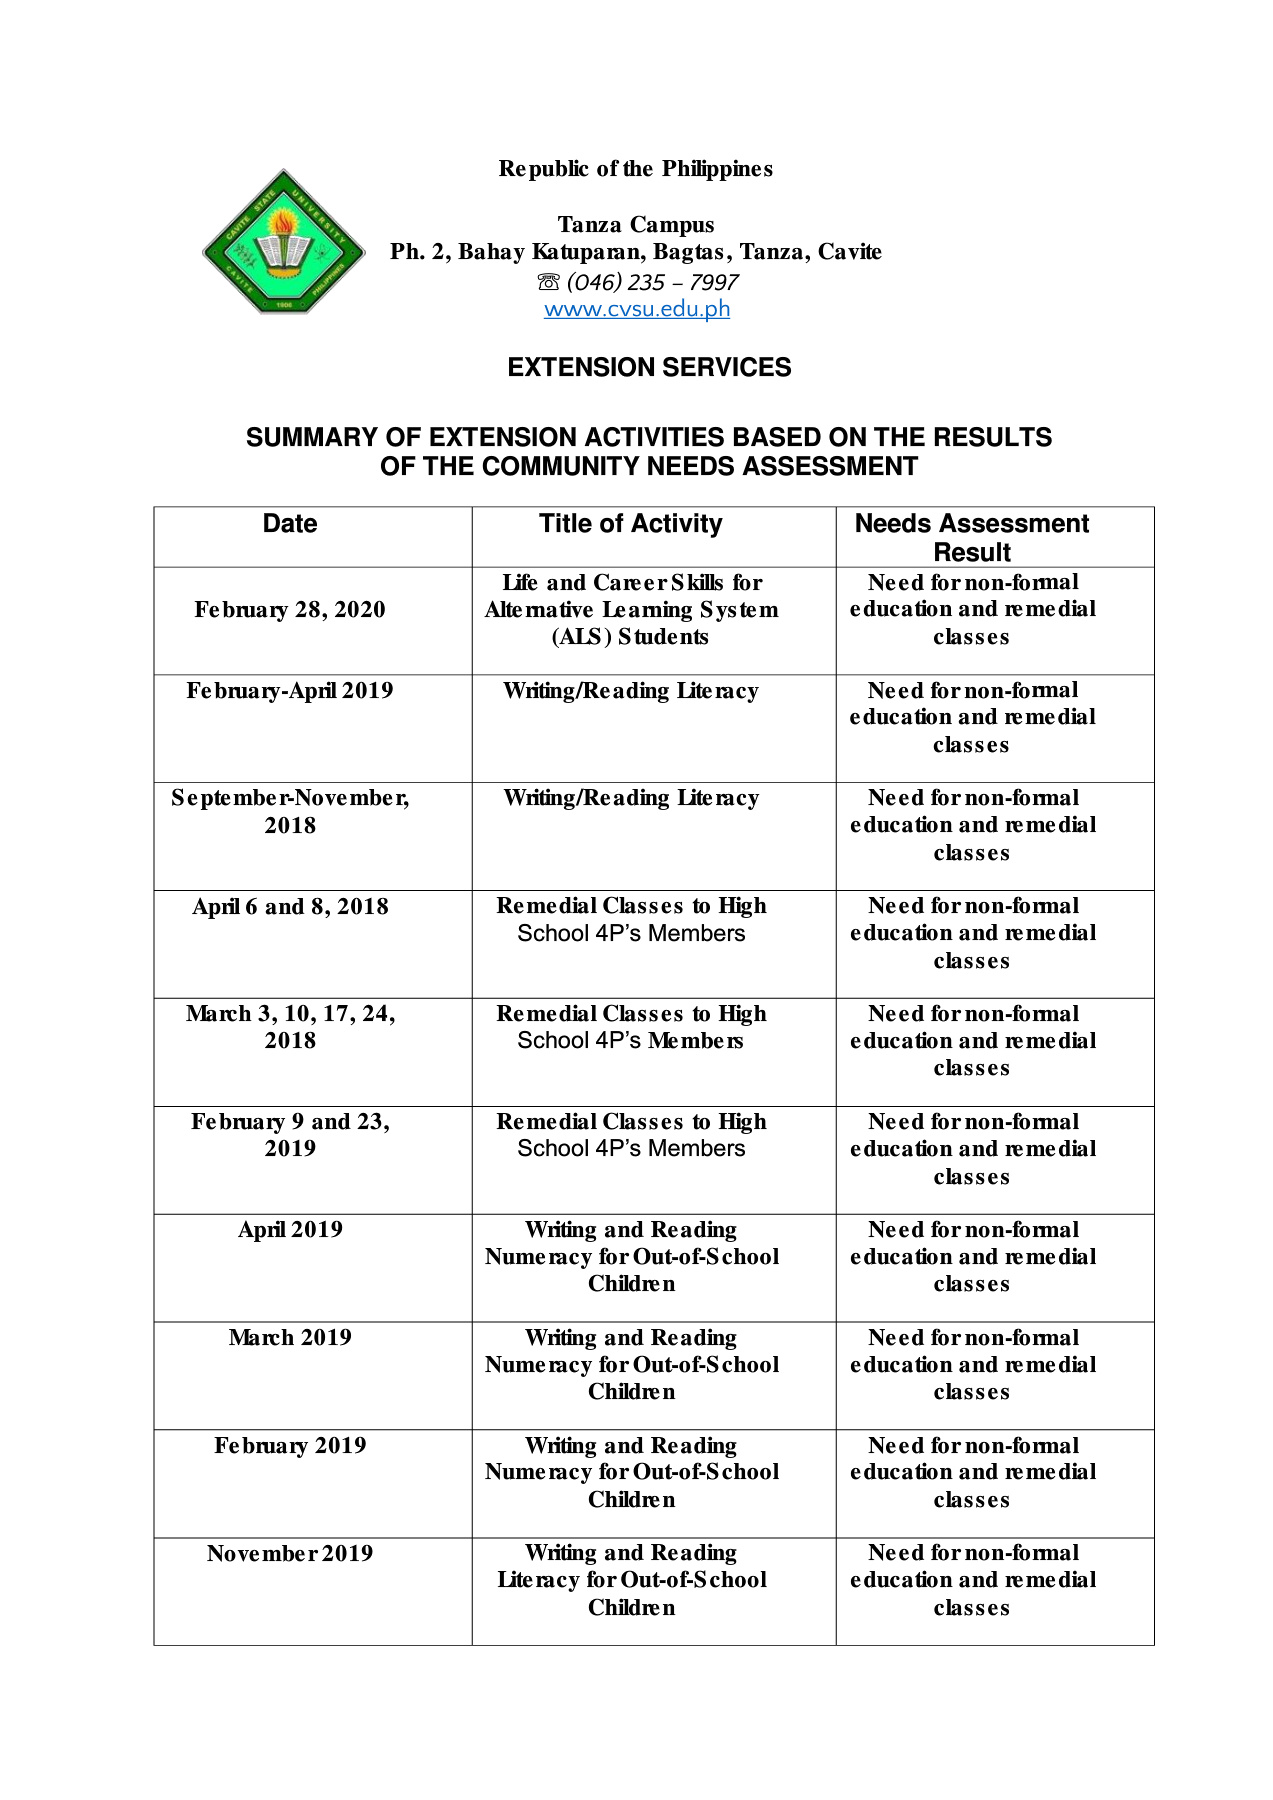 Republic of the Philippines
CAVITE STATE UNIVERSITY
CAVITE PHILIPPINES
1906
Tanza Campus
Ph. 2, Bahay Katuparan, Bagtas, Tanza, Cavite
☏ (046) 235 – 7997
www.cvsu.edu.ph
EXTENSION SERVICES
SUMMARY OF EXTENSION ACTIVITIES BASED ON THE RESULTS
OF THE COMMUNITY NEEDS ASSESSMENT
Date
Title of Activity
Needs Assessment
Result
February 28, 2020
Life and Career Skills for
Alternative Learning System
(ALS) Students
Need for non-formal
education and remedial
classes
February-April 2019
Writing/Reading Literacy
Need for non-formal
education and remedial
classes
September-November,
2018
Writing/Reading Literacy
Need for non-formal
education and remedial
classes
April 6 and 8, 2018
Remedial Classes to High
School 4P’s Members
Need for non-formal
education and remedial
classes
March 3, 10, 17, 24,
2018
Remedial Classes to High
School 4P’s Members
Need for non-formal
education and remedial
classes
February 9 and 23,
2019
Remedial Classes to High
School 4P’s Members
Need for non-formal
education and remedial
classes
April 2019
Writing and Reading
Numeracy for Out-of-School
Children
Need for non-formal
education and remedial
classes
March 2019
Writing and Reading
Numeracy for Out-of-School
Children
Need for non-formal
education and remedial
classes
February 2019
Writing and Reading
Numeracy for Out-of-School
Children
Need for non-formal
education and remedial
classes
November 2019
Writing and Reading
Literacy for Out-of-School
Children
Need for non-formal
education and remedial
classes